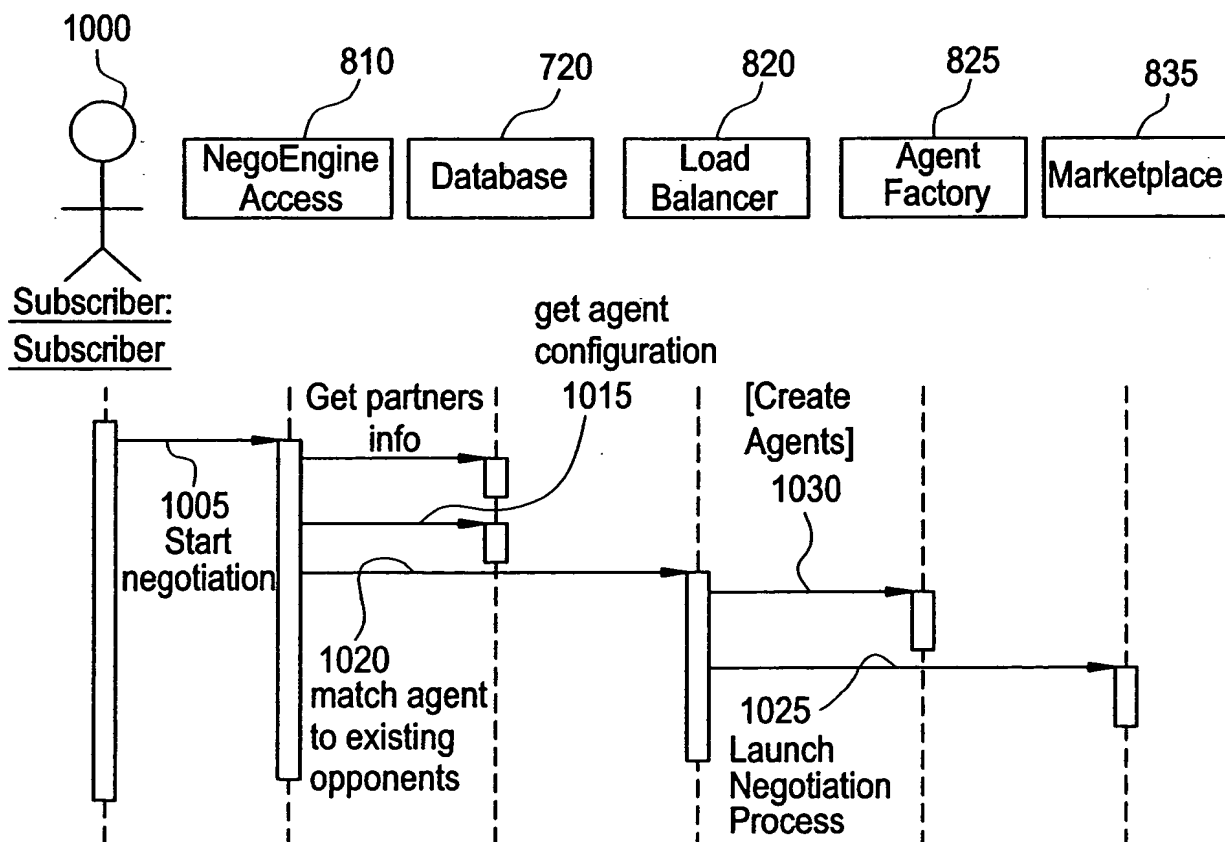 1000
810
720
820
825
835
NegoEngine
Access
Database
Load
Balancer
Agent
Factory
Marketplace
Subscriber:
Subscriber
get agent
configuration
1015
Get partners
info
[Create
Agents]
1030
1005
Start
negotiation
1020
match agent
to existing
opponents
1025
Launch
Negotiation
Process